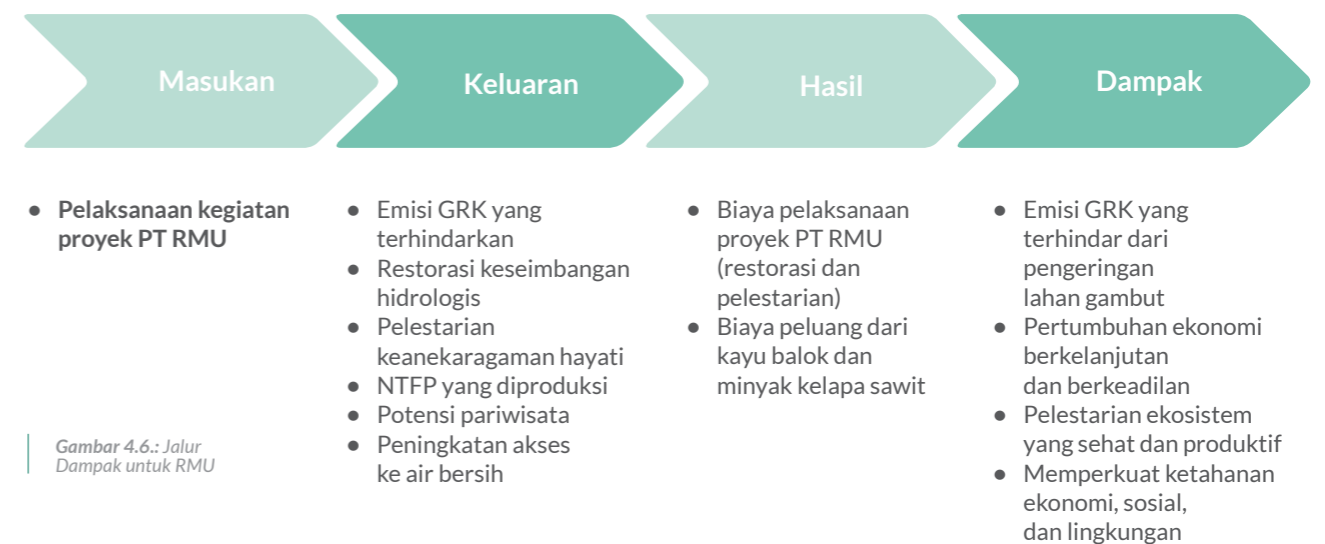 Masukan
Keluaran
Hasil
Dampak
● Pelaksanaan kegiatan
proyek PT RMU
● Emisi GRK yang
terhindarkan
● Restorasi keseimbangan
hidrologis
● Pelestarian
keanekaragaman hayati
● NTFP yang diproduksi
● Potensi pariwisata
● Peningkatan akses
ke air bersih
● Biaya pelaksanaan
proyek PT RMU
(restorasi dan
pelestarian)
● Biaya peluang dari
kayu balok dan
minyak kelapa sawit
● Emisi GRK yang
terhindar dari
pengeringan
lahan gambut
● Pertumbuhan ekonomi
berkelanjutan
dan berkeadilan
● Pelestarian ekosistem
yang sehat dan produktif
● Memperkuat ketahanan
ekonomi, sosial,
dan lingkungan
Gambar 4.6.: Jalur
Dampak untuk RMU